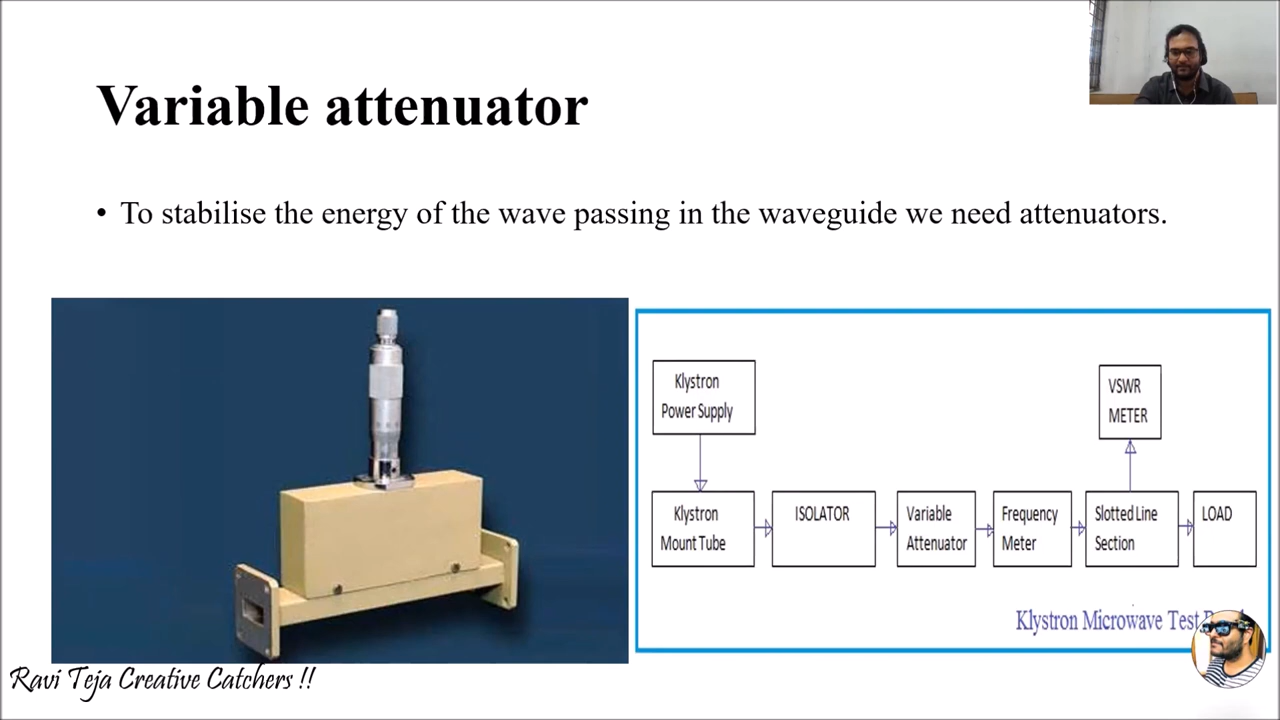 Variable attenuator
• To stabilise the energy of the wave passing in the waveguide we need attenuators.
Klystron
Power Supply
VSWR
METER
Klystron
Mount Tube
ISOLATOR
Variable
Attenuator
Frequency
Meter
Slotted Line
Section
LOAD
Klystron Microwave Test
Ravi Teja Creative Catchers !!